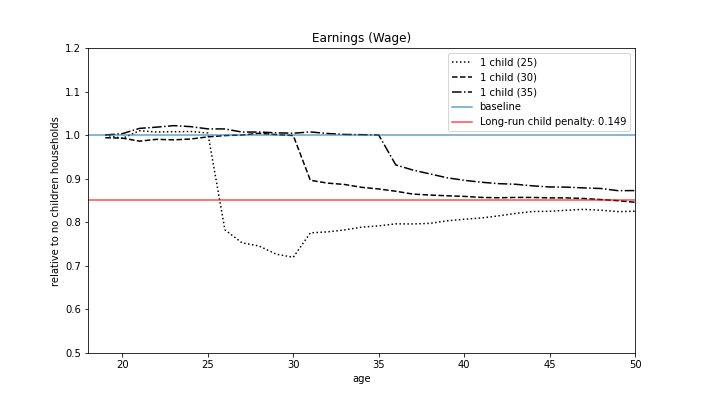 Earnings (Wage)
1.2
1.1
1.0
0.9
0.8
0.7
0.6
0.5
relative to no children households
1 child (25)
1 child (30)
1 child (35)
baseline
Long-run child penalty: 0.149
20
25
30
35
40
45
50
age